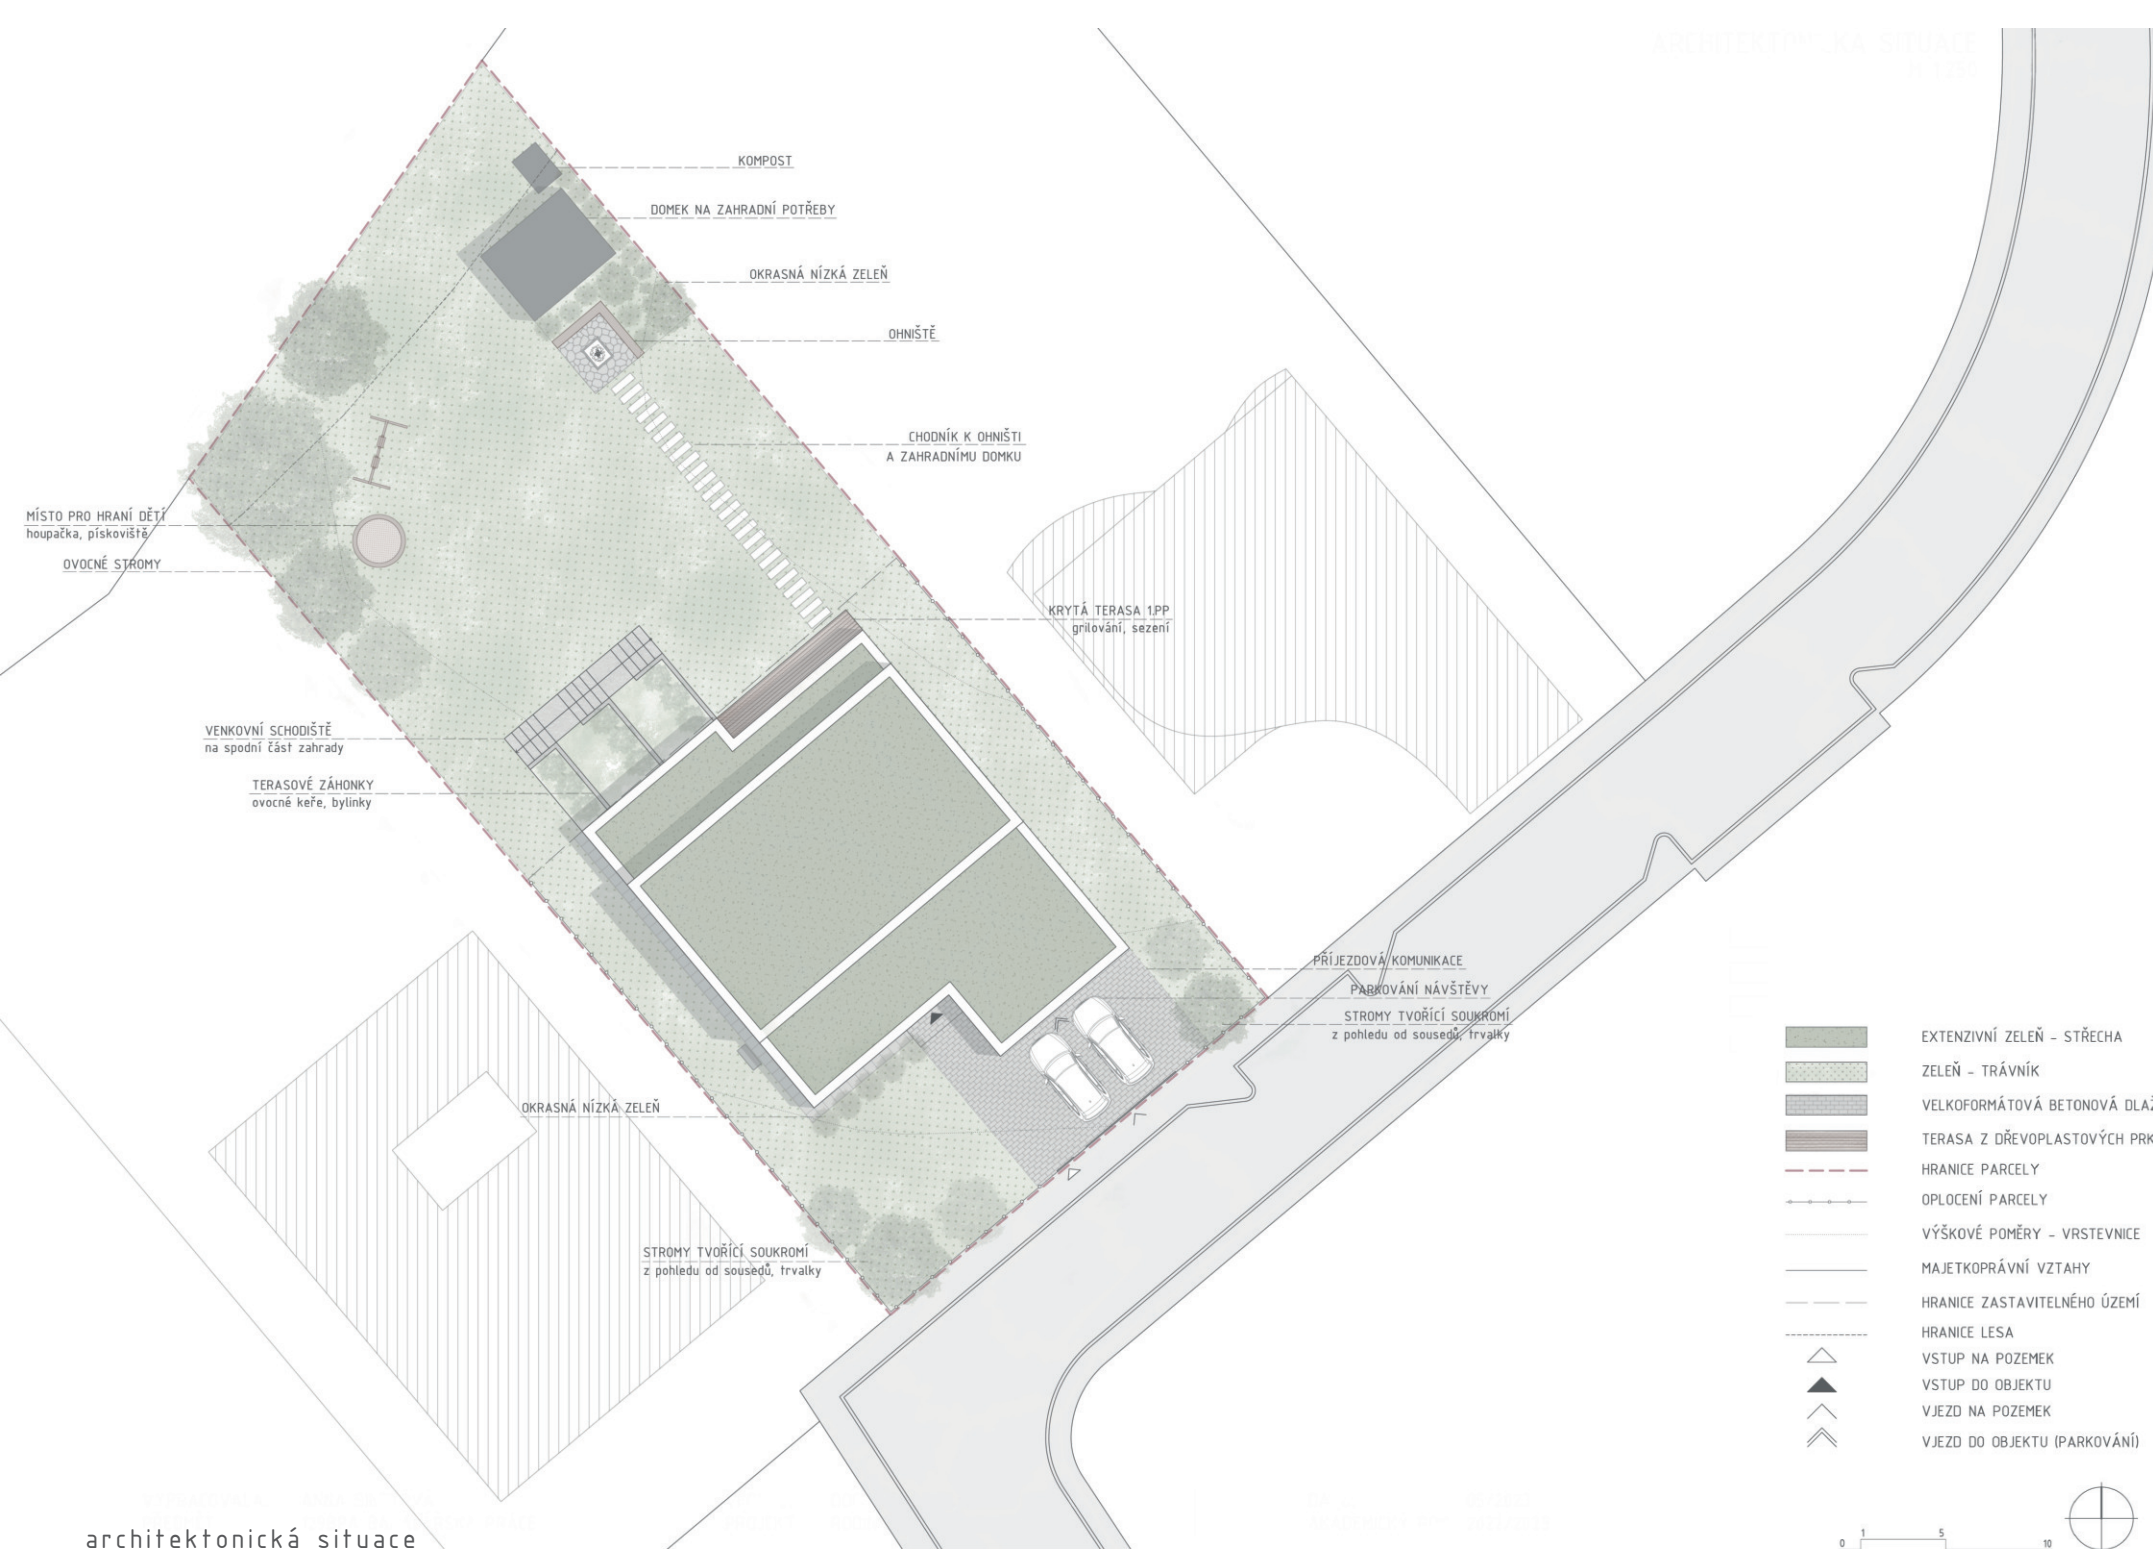 KOMPOST
DOMEK NA ZAHRADNÍ POTŘEBY
OKRASNÁ NÍZKÁ ZELEŇ
OHNIŠTĚ
CHODNÍK K OHNIŠTI
A ZAHRADNÍMU DOMKU
MÍSTO PRO HRANÍ DĚTÍ
houpačka, pískoviště
OVOCNÉ STROMY
KRYTÁ TERASA 1.PP
grilování, sezení
VENKOVNÍ SCHODIŠTĚ
na spodní část zahrady
TERASOVÉ ZÁHONKY
ovocné keře, bylinky
PŘÍJEZDOVÁ KOMUNIKACE
PARKOVÁNÍ NÁVŠTĚVY
STROMY TVOŘÍCÍ SOUKROMÍ
z pohledu od sousedů, trvalky
OKRASNÁ NÍZKÁ ZELEŇ
STROMY TVOŘÍCÍ SOUKROMÍ
z pohledu od sousedů, trvalky
EXTENZIVNÍ ZELEŇ - STŘECHA
ZELEŇ - TRÁVNÍK
VELKOFORMÁTOVÁ BETONOVÁ DLAŽ
TERASA Z DŘEVOPLASTOVÝCH PRK
HRANICE PARCELY
OPLOCENÍ PARCELY
VÝŠKOVÉ POMĚRY - VRSTEVNICE
MAJETKOPRÁVNÍ VZTAHY
HRANICE ZASTAVITELNÉHO ÚZEMÍ
HRANICE LESA
VSTUP NA POZEMEK
VSTUP DO OBJEKTU
VJEZD NA POZEMEK
VJEZD DO OBJEKTU (PARKOVÁNÍ)
0 1 5 10
architektonická situace